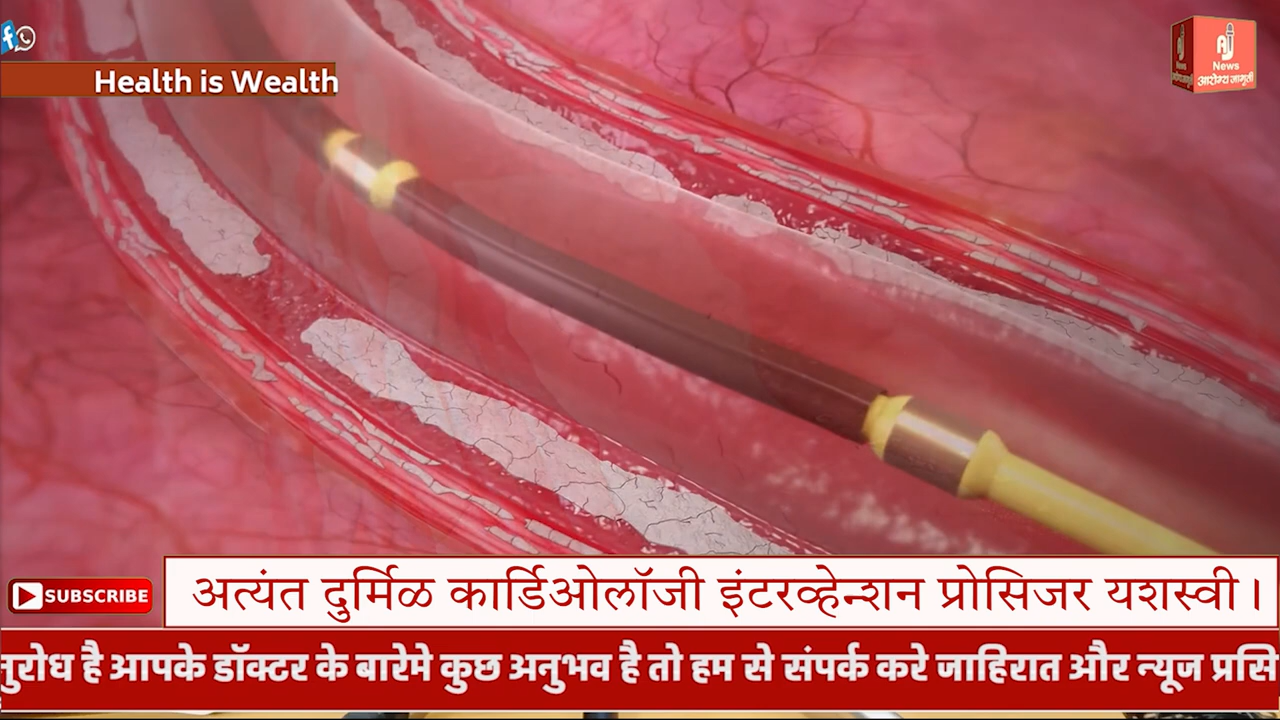 Health is Wealth
AJ
News
आरोग्य जागृती
SUBSCRIBE
अत्यंत दुर्मिळ कार्डिओलॉजी इंटरव्हेन्शन प्रोसिजर यशस्वी।
है आपके डॉक्टर के बारेमे कुछ अनुभव है तो हम से संपर्क करे जाहिरात और न्यूज